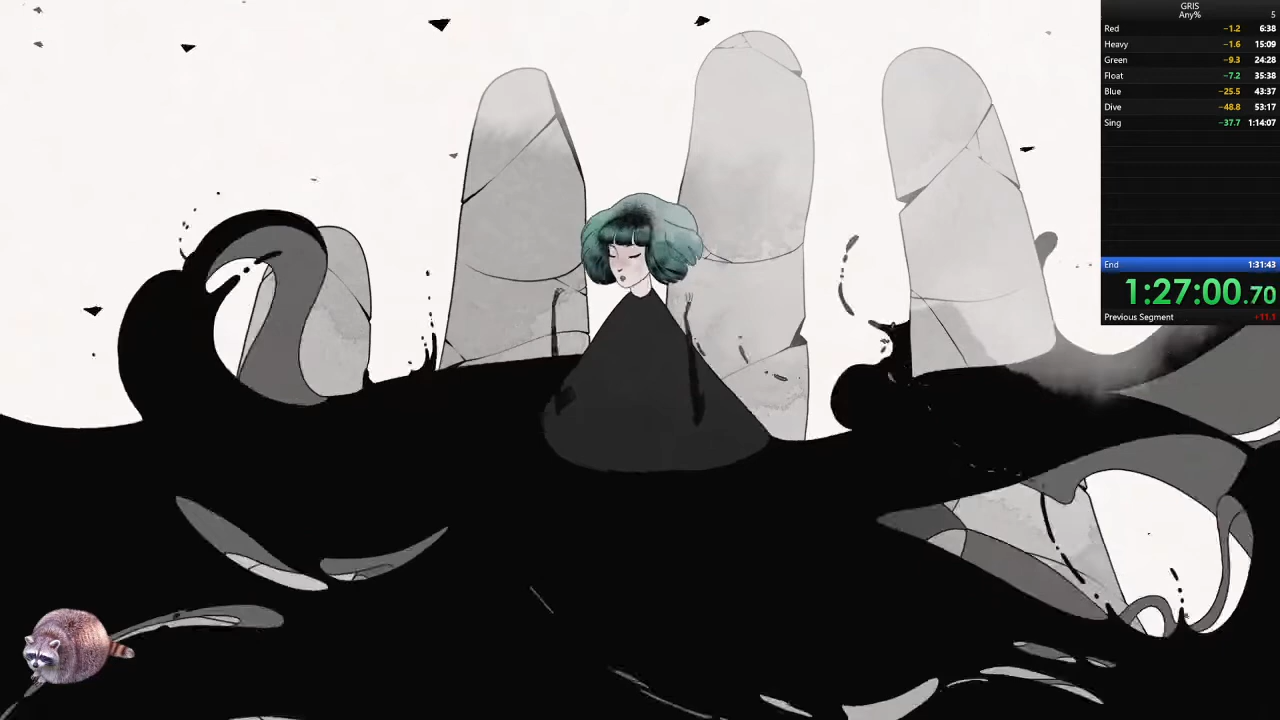 GRIS
Any% 5
Red -1.2 6:38
Heavy -1.6 15:09
Green -9.3 24:28
Float -7.2 35:38
Blue -25.5 43:37
Dive -48.8 53:17
Sing -37.7 1:14:07
End 1:31:43
1:27:00.70
Previous Segment +11.1